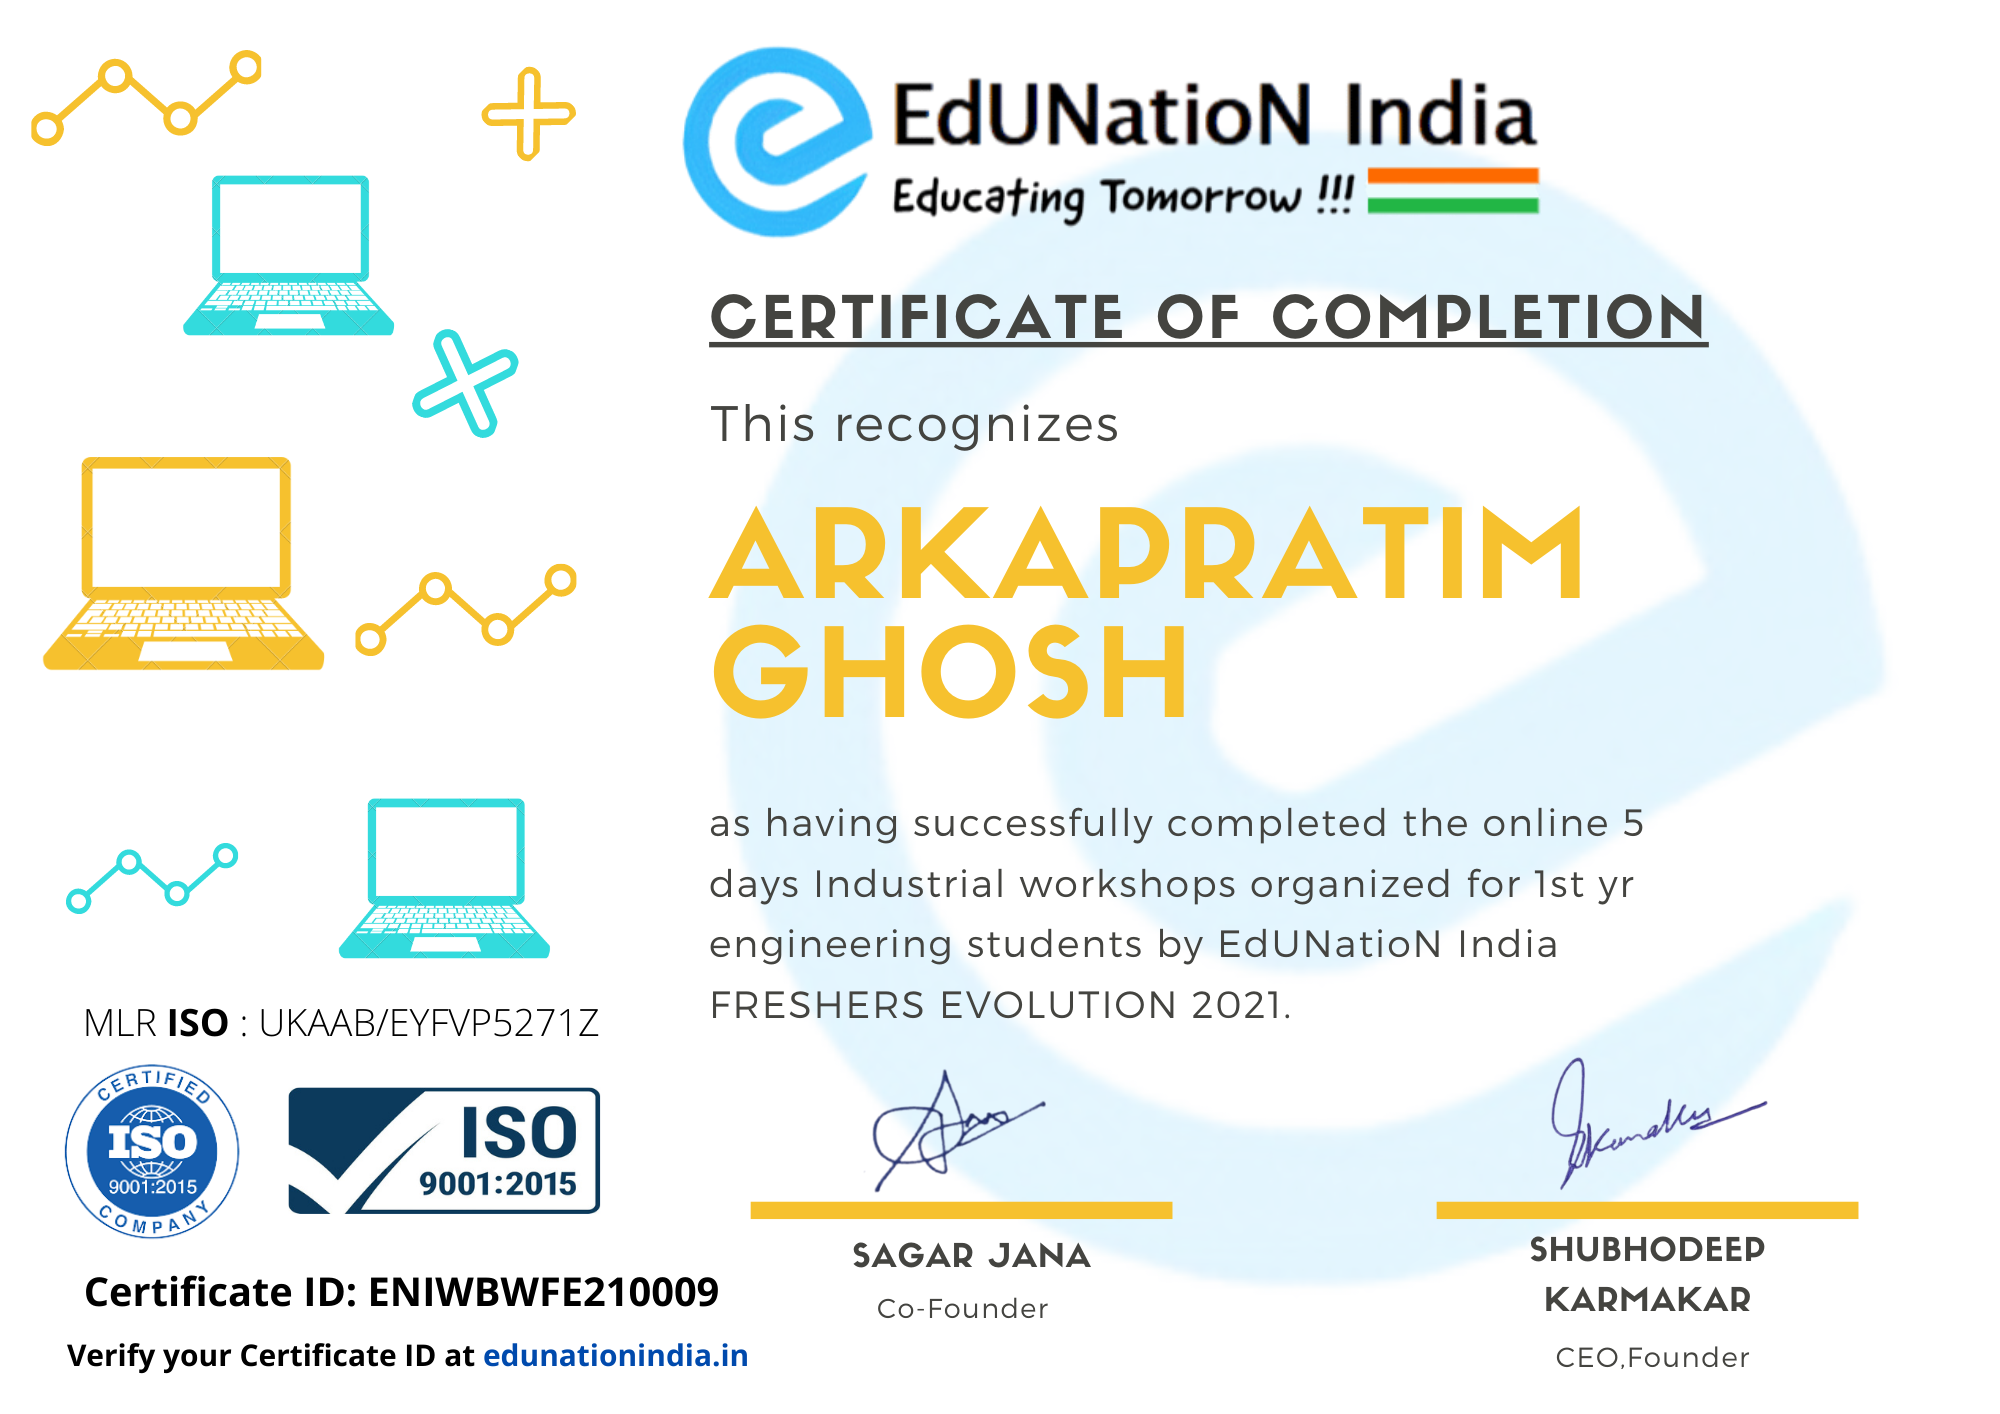 EdUNatioN India
Educating Tomorrow !!!
CERTIFICATE OF COMPLETION
This recognizes
ARKAPRATIM
GHOSH
as having successfully completed the online 5
days Industrial workshops organized for 1st yr
engineering students by EdUNatioN India
FRESHERS EVOLUTION 2021.
MLR ISO : UKAAB/EYFVP5271Z
CERTIFIED
ISO
9001:2015
COMPANY
ISO
9001:2015
Certificate ID: ENIWBWFE210009
Verify your Certificate ID at edunationindia.in
SAGAR JANA
Co-Founder
SHUBHODEEP
KARMAKAR
CEO,Founder